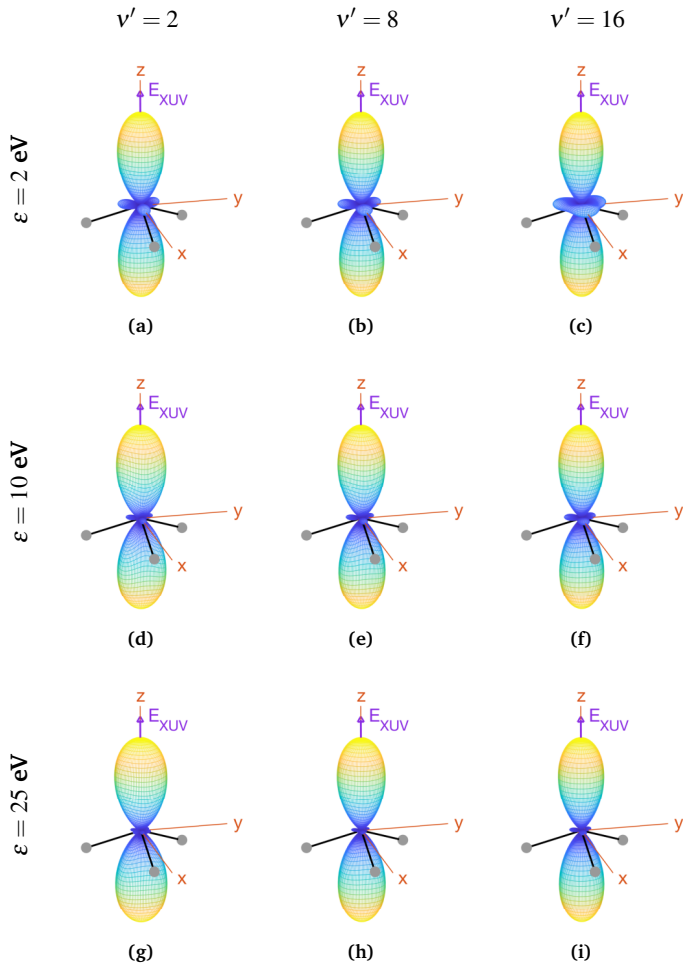 ν′ = 2 ν′ = 8 ν′ = 16
ε = 2 eV
z z z
E_XUV E_XUV E_XUV
y y y
x x x
(a) (b) (c)
ε = 10 eV
z z z
E_XUV E_XUV E_XUV
y y y
x x x
(d) (e) (f)
ε = 25 eV
z z z
E_XUV E_XUV E_XUV
y y y
x x x
(g) (h) (i)